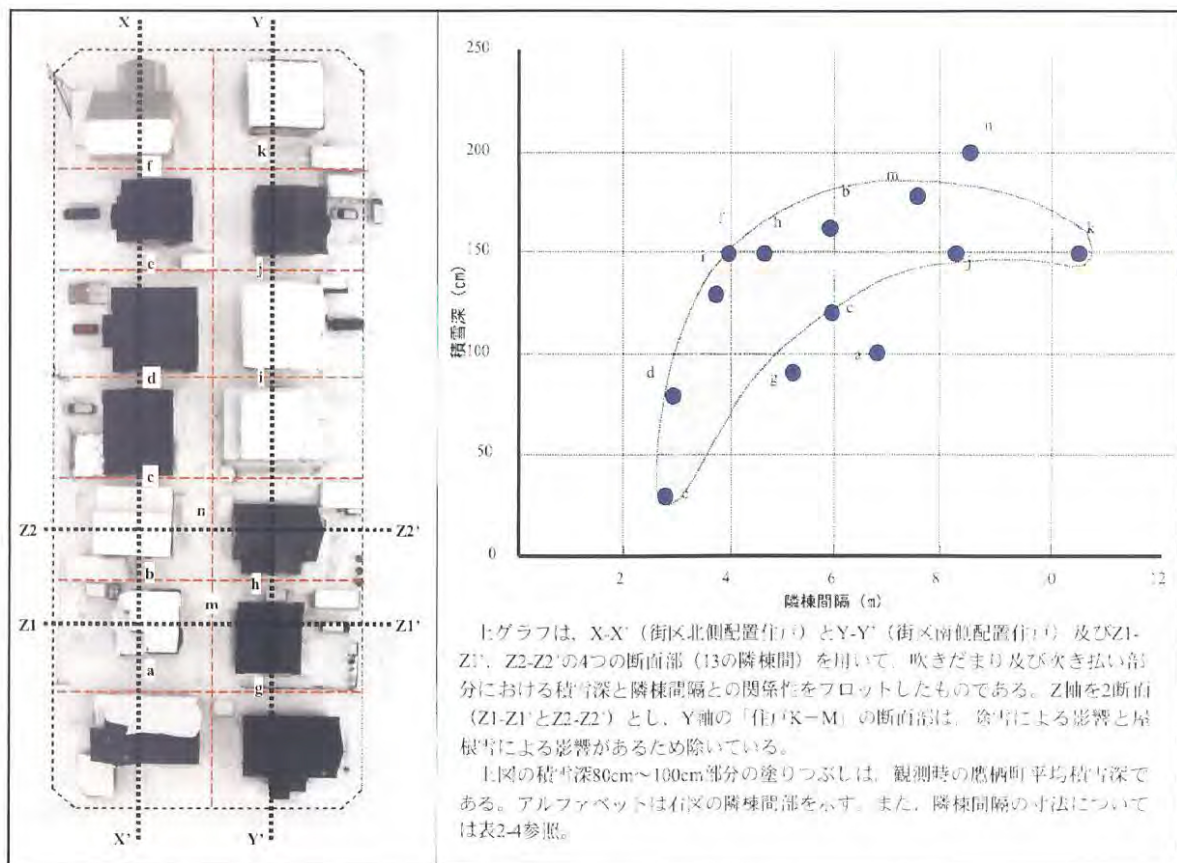 X
Y
f
k
e
j
d
i
c
n
Z2
Z2'
b
h
m
Z1
Z1'
a
g
X'
Y'
250
200
150
100
50
0
積雪深（cm）
n
m
b
k
f
h
i
j
c
a
d
g
2
4
6
8
10
12
隣棟間隔（m）
上グラフは、X-X'（街区北側配置住戸）とY-Y'（街区南側配置住戸）及びZ1-
Z1'、Z2-Z2'の4つの断面部（13の隣棟間）を用いて、吹きだまり及び吹き払い部
分における積雪深と隣棟間隔との関係性をプロットしたものである。Z軸を2断面
（Z1-Z1'とZ2-Z2'）とし、Y軸の「住戸K－M」の断面部は、除雪による影響と屋
根雪による影響があるため除いている。
上図の積雪深80cm～100cm部分の塗りつぶしは、観測時の鷹栖町平均積雪深で
ある。アルファベットは右区の隣棟間部を示す。また、隣棟間隔の寸法について
は表2-4参照。